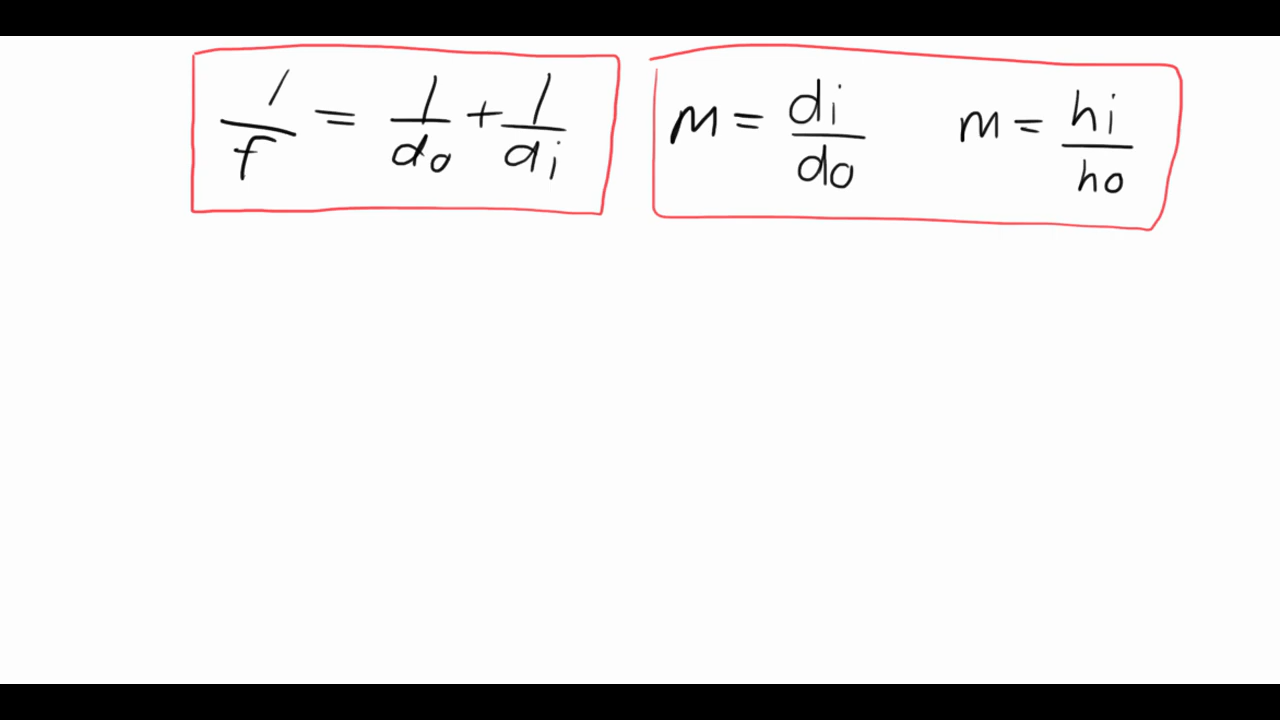 1/f = 1/do + 1/di
m = di/do
m = hi/ho